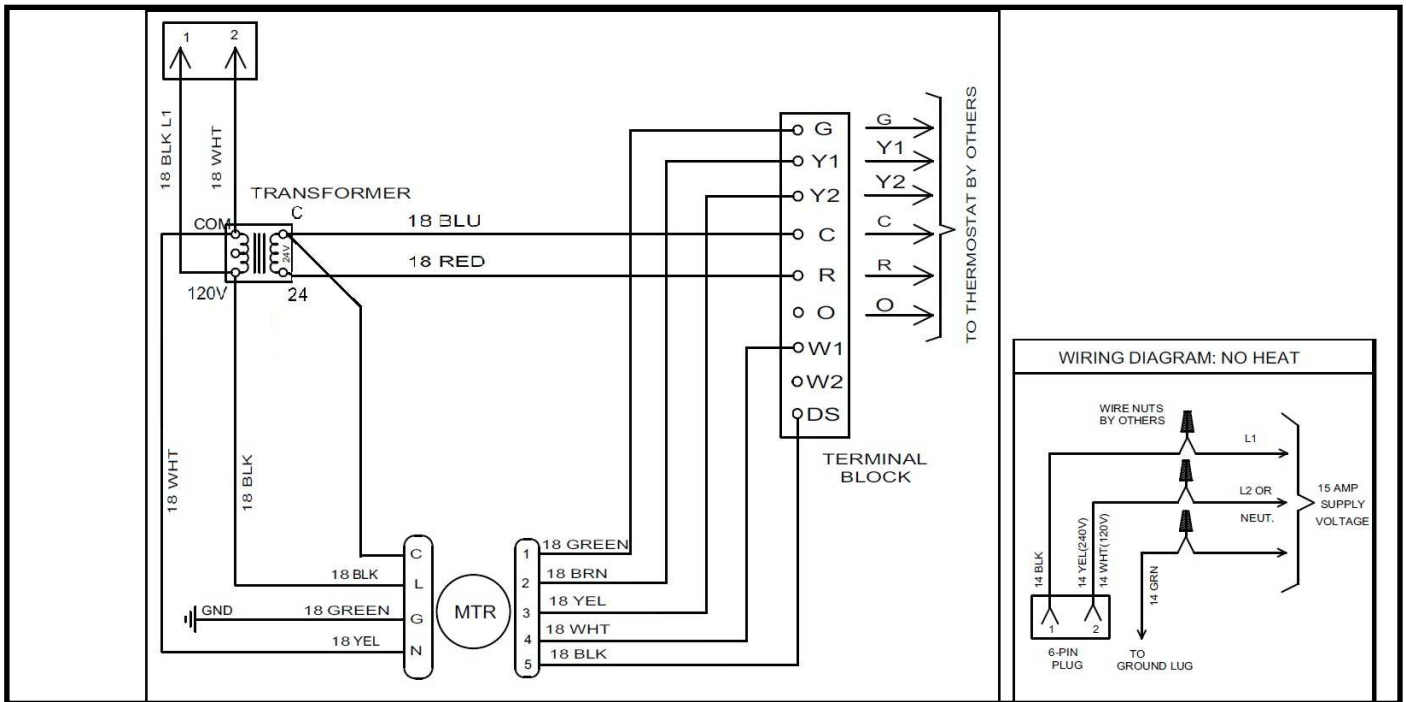 1 2
18 BLK L1
18 WHT
TRANSFORMER
C
COM
24V
120V
24
18 BLU
18 RED
G
Y1
Y2
C
R
O
W1
W2
DS
TERMINAL
BLOCK
G
Y1
Y2
C
R
O
TO THERMOSTAT BY OTHERS
18 WHT
18 BLK
18 BLK
GND
18 GREEN
18 YEL
C
L
G
N
MTR
1
2
3
4
5
18 GREEN
18 BRN
18 YEL
18 WHT
18 BLK
WIRING DIAGRAM: NO HEAT
WIRE NUTS
BY OTHERS
L1
L2 OR
NEUT.
15 AMP
SUPPLY
VOLTAGE
14 BLK
14 YEL(240V)
14 WHT(120V)
14 GRN
1 2
6-PIN
PLUG
TO
GROUND LUG